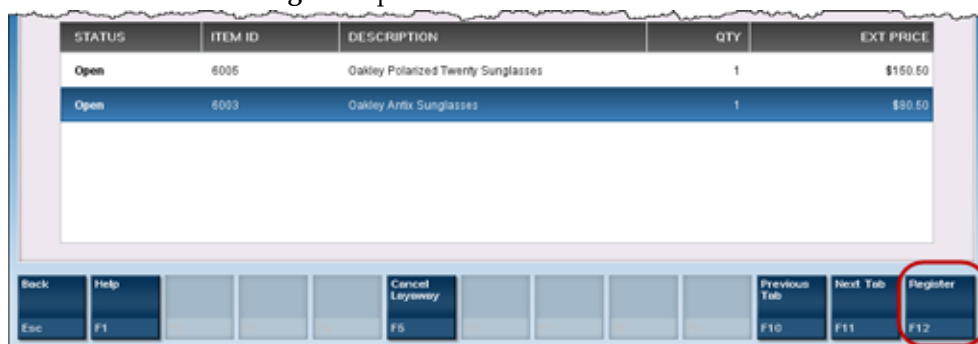 STATUS ITEM ID DESCRIPTION QTY EXT PRICE
Open 6005 Oakley Polarized Twenty Sunglasses 1 $150.50
Open 6003 Oakley Antix Sunglasses 1 $80.50
Back Help Cancel Layaway Previous Tab Next Tab Register
Esc F1 F5 F10 F11 F12